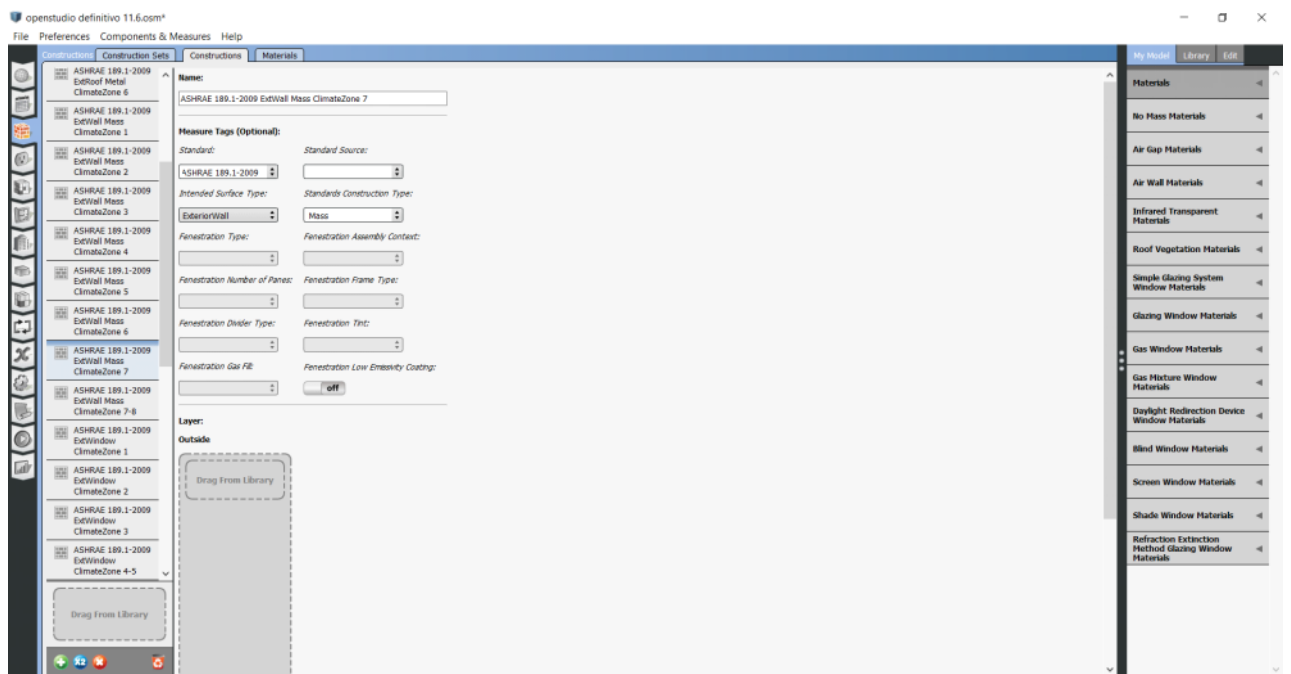 openstudio definitivo 11.6.osm*
File Preferences Components & Measures Help
Constructions Construction Sets Constructions Materials
My Model Library Edit
ASHRAE 189.1-2009
ExtRoof Metal
ClimateZone 6
ASHRAE 189.1-2009
ExtWall Mass
ClimateZone 1
ASHRAE 189.1-2009
ExtWall Mass
ClimateZone 2
ASHRAE 189.1-2009
ExtWall Mass
ClimateZone 3
ASHRAE 189.1-2009
ExtWall Mass
ClimateZone 4
ASHRAE 189.1-2009
ExtWall Mass
ClimateZone 5
ASHRAE 189.1-2009
ExtWall Mass
ClimateZone 6
ASHRAE 189.1-2009
ExtWall Mass
ClimateZone 7
ASHRAE 189.1-2009
ExtWall Mass
ClimateZone 7-8
ASHRAE 189.1-2009
ExtWindow
ClimateZone 1
ASHRAE 189.1-2009
ExtWindow
ClimateZone 2
ASHRAE 189.1-2009
ExtWindow
ClimateZone 3
ASHRAE 189.1-2009
ExtWindow
ClimateZone 4-5
Drag From Library
X2
Name:
ASHRAE 189.1-2009 ExtWall Mass ClimateZone 7
Measure Tags (Optional):
Standard: Standard Source:
ASHRAE 189.1-2009
Intended Surface Type: Standards Construction Type:
ExteriorWall Mass
Fenestration Type: Fenestration Assembly Context:
Fenestration Number of Panes: Fenestration Frame Type:
Fenestration Divider Type: Fenestration Tint:
Fenestration Gas Fill: Fenestration Low Emissivity Coating:
off
Layer:
Outside
Drag From Library
Materials
No Mass Materials
Air Gap Materials
Air Wall Materials
Infrared Transparent
Materials
Roof Vegetation Materials
Simple Glazing System
Window Materials
Glazing Window Materials
Gas Window Materials
Gas Mixture Window
Materials
Daylight Redirection Device
Window Materials
Blind Window Materials
Screen Window Materials
Shade Window Materials
Refraction Extinction
Method Glazing Window
Materials